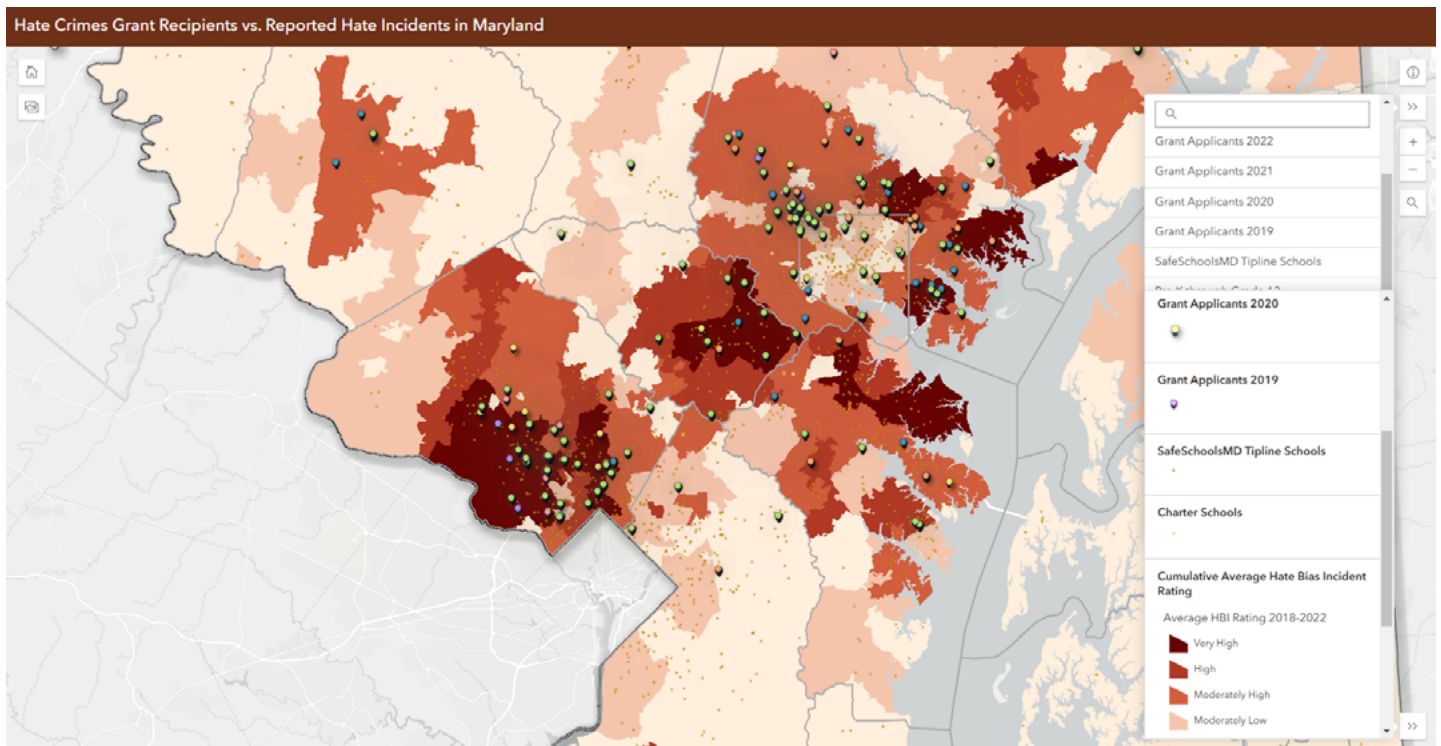 Hate Crimes Grant Recipients vs. Reported Hate Incidents in Maryland
Grant Applicants 2022
Grant Applicants 2021
Grant Applicants 2020
Grant Applicants 2019
SafeSchoolsMD Tipline Schools
Grant Applicants 2020
Grant Applicants 2019
SafeSchoolsMD Tipline Schools
Charter Schools
Cumulative Average Hate Bias Incident
Rating
Average HBI Rating 2018-2022
Very High
High
Moderately High
Moderately Low